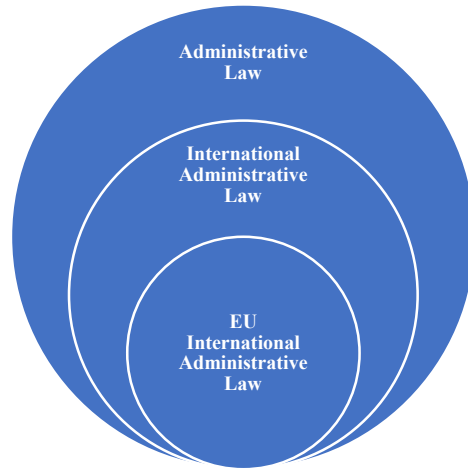 Administrative
Law
International
Administrative
Law
EU
International
Administrative
Law